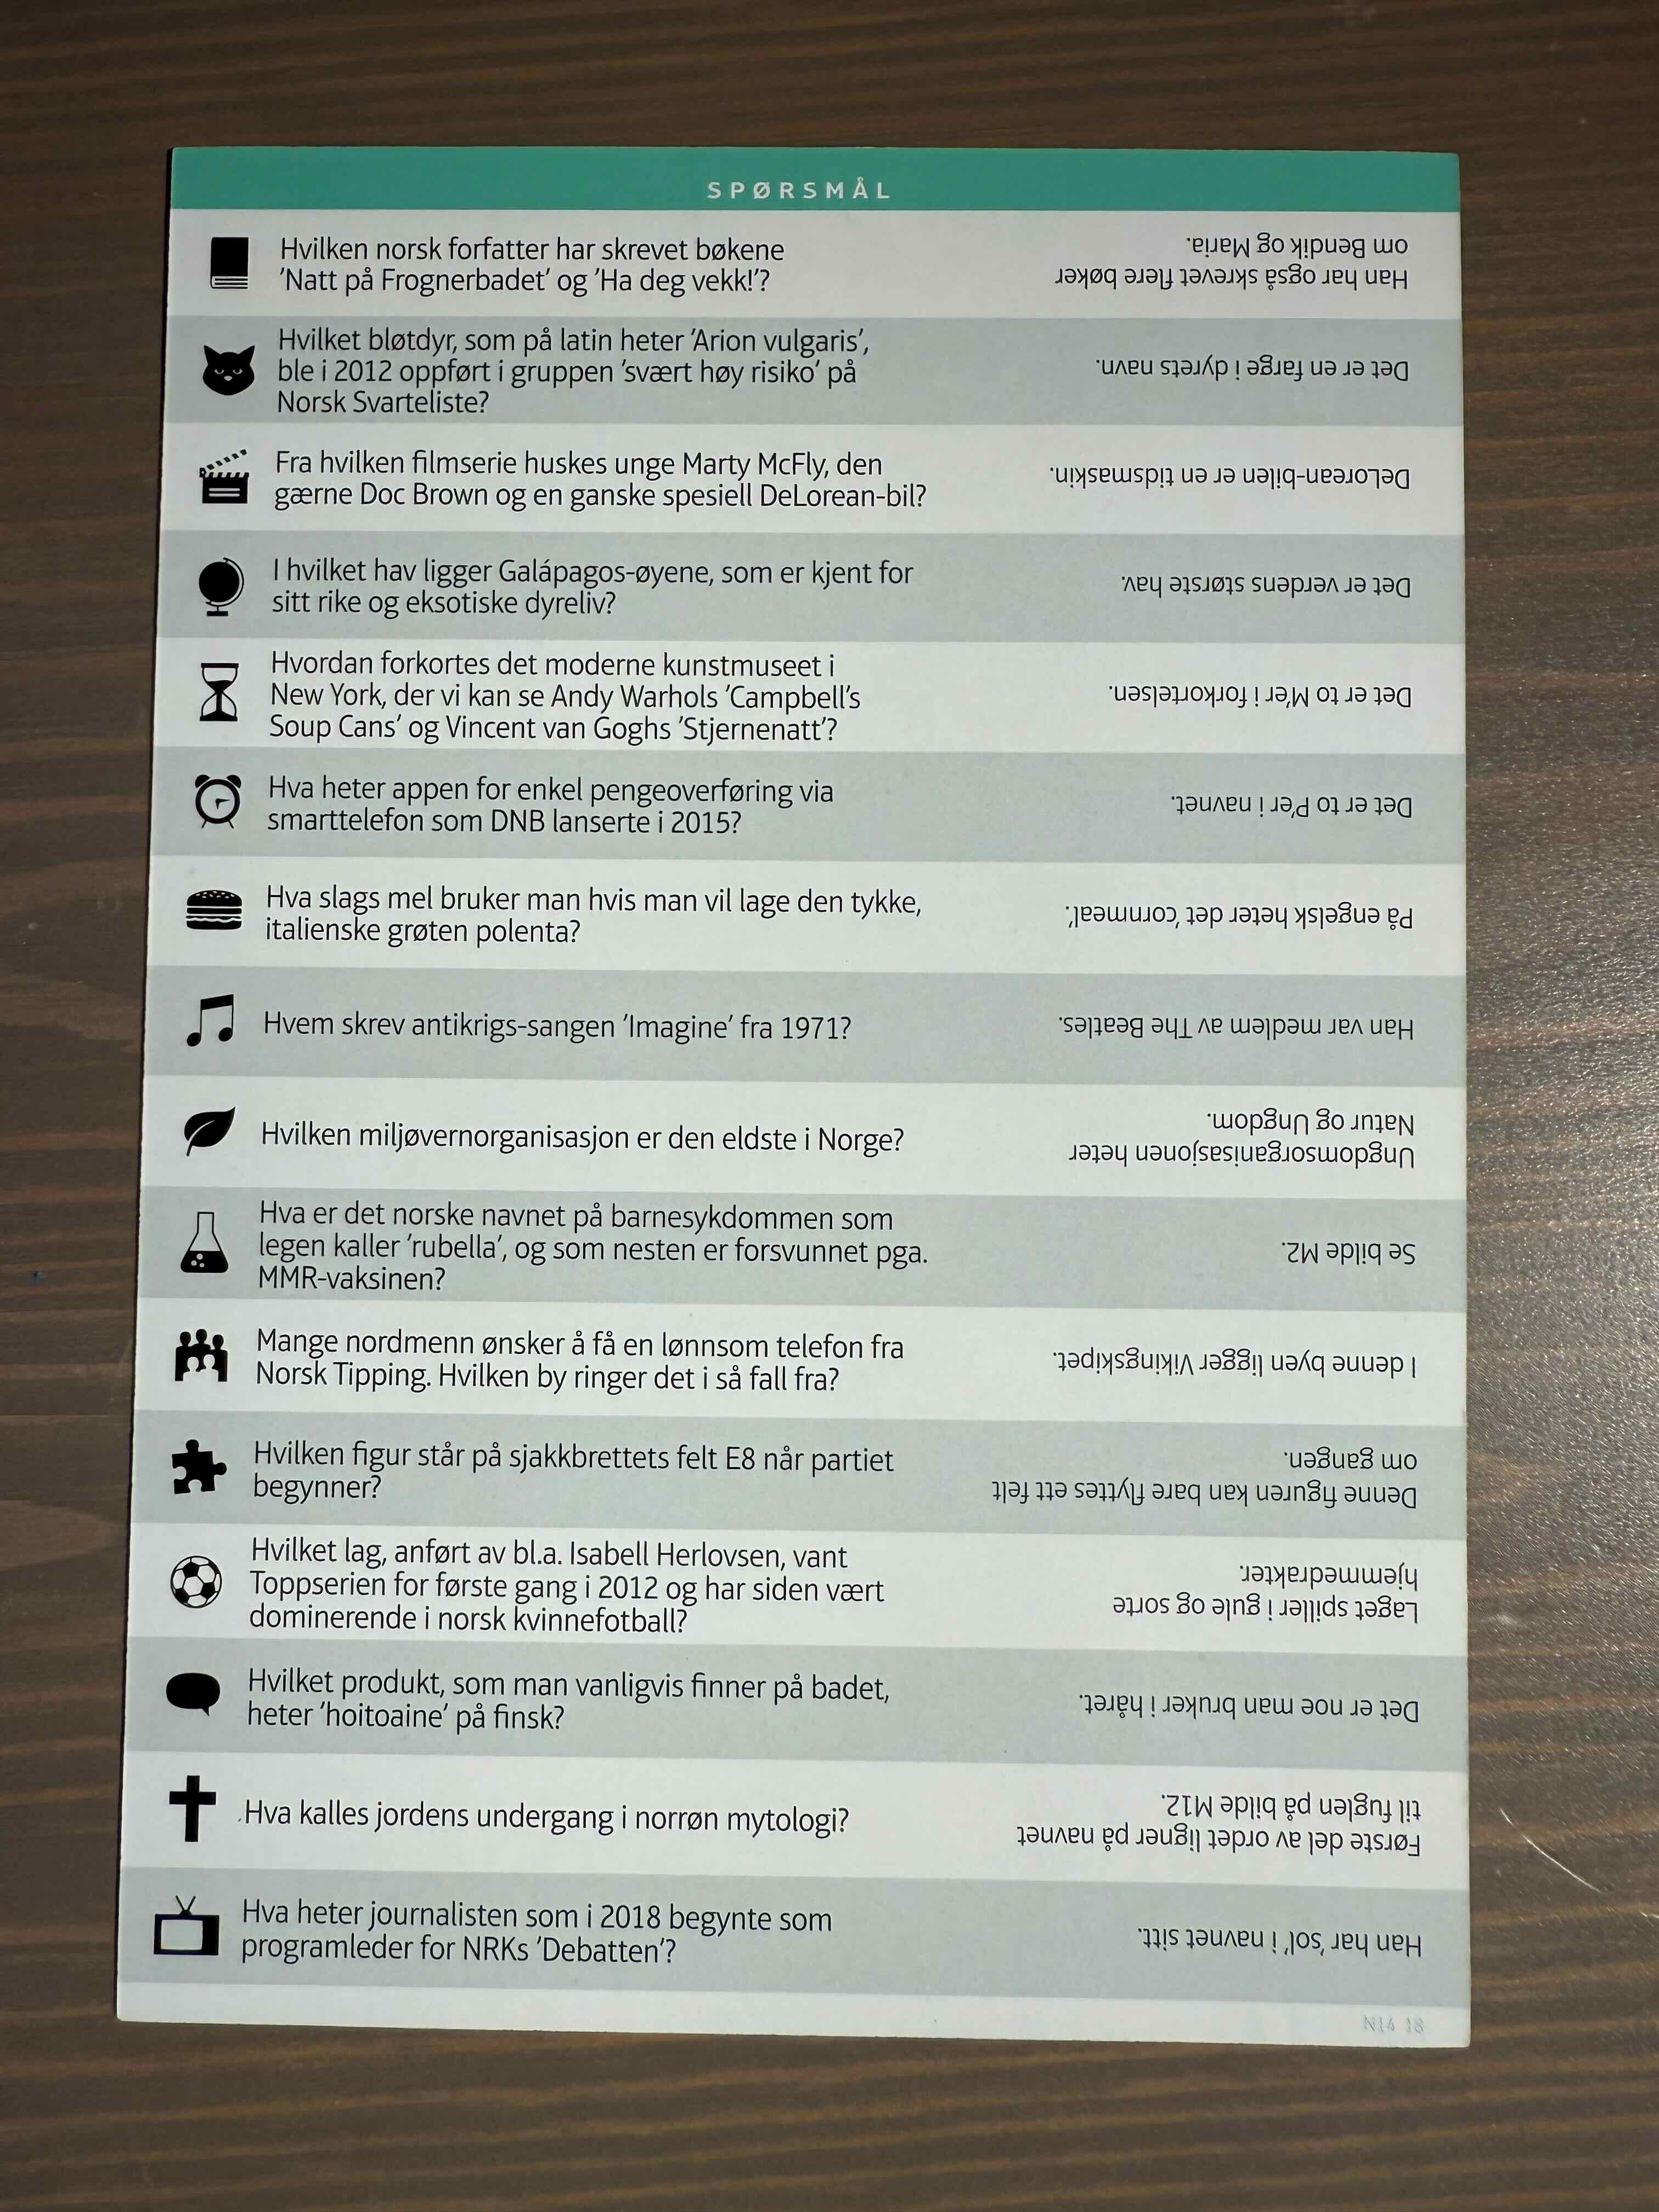 SPØRSMÅL
Hvilken norsk forfatter har skrevet bøkene
'Natt på Frognerbadet' og 'Ha deg vekk!'?
Han har også skrevet flere bøker
om Bendik og Maria.
Hvilket bløtdyr, som på latin heter 'Arion vulgaris',
ble i 2012 oppført i gruppen 'svært høy risiko' på
Norsk Svarteliste?
Det er en farge i dyrets navn.
Fra hvilken filmserie huskes unge Marty McFly, den
gærne Doc Brown og en ganske spesiell DeLorean-bil?
DeLorean-bilen er en tidsmaskin.
I hvilket hav ligger Galápagos-øyene, som er kjent for
sitt rike og eksotiske dyreliv?
Det er verdens største hav.
Hvordan forkortes det moderne kunstmuseet i
New York, der vi kan se Andy Warhols 'Campbell's
Soup Cans' og Vincent van Goghs 'Stjernenatt'?
Det er to M'er i forkortelsen.
Hva heter appen for enkel pengeoverføring via
smarttelefon som DNB lanserte i 2015?
Det er to P'er i navnet.
Hva slags mel bruker man hvis man vil lage den tykke,
italienske grøten polenta?
På engelsk heter det 'cornmeal'.
Hvem skrev antikrigs-sangen 'Imagine' fra 1971?
Han var medlem av The Beatles.
Hvilken miljøvernorganisasjon er den eldste i Norge?
Ungdomsorganisasjonen heter
Natur og Ungdom.
Hva er det norske navnet på barnesykdommen som
legen kaller 'rubella', og som nesten er forsvunnet pga.
MMR-vaksinen?
Se bilde M2.
Mange nordmenn ønsker å få en lønnsom telefon fra
Norsk Tipping. Hvilken by ringer det i så fall fra?
I denne byen ligger Vikingskipet.
Hvilken figur står på sjakkbrettets felt E8 når partiet
begynner?
Denne figuren kan bare flyttes ett felt
om gangen.
Hvilket lag, anført av bl.a. Isabell Herlovsen, vant
Toppserien for første gang i 2012 og har siden vært
dominerende i norsk kvinnefotball?
Laget spiller i gule og sorte
hjemmedrakter.
Hvilket produkt, som man vanligvis finner på badet,
heter 'hoitoaine' på finsk?
Det er noe man bruker i håret.
Hva kalles jordens undergang i norrøn mytologi?
Første del av ordet ligner på navnet
til fuglen på bilde M12.
Hva heter journalisten som i 2018 begynte som
programleder for NRKs 'Debatten'?
Han har 'sol' i navnet sitt.
N14 18